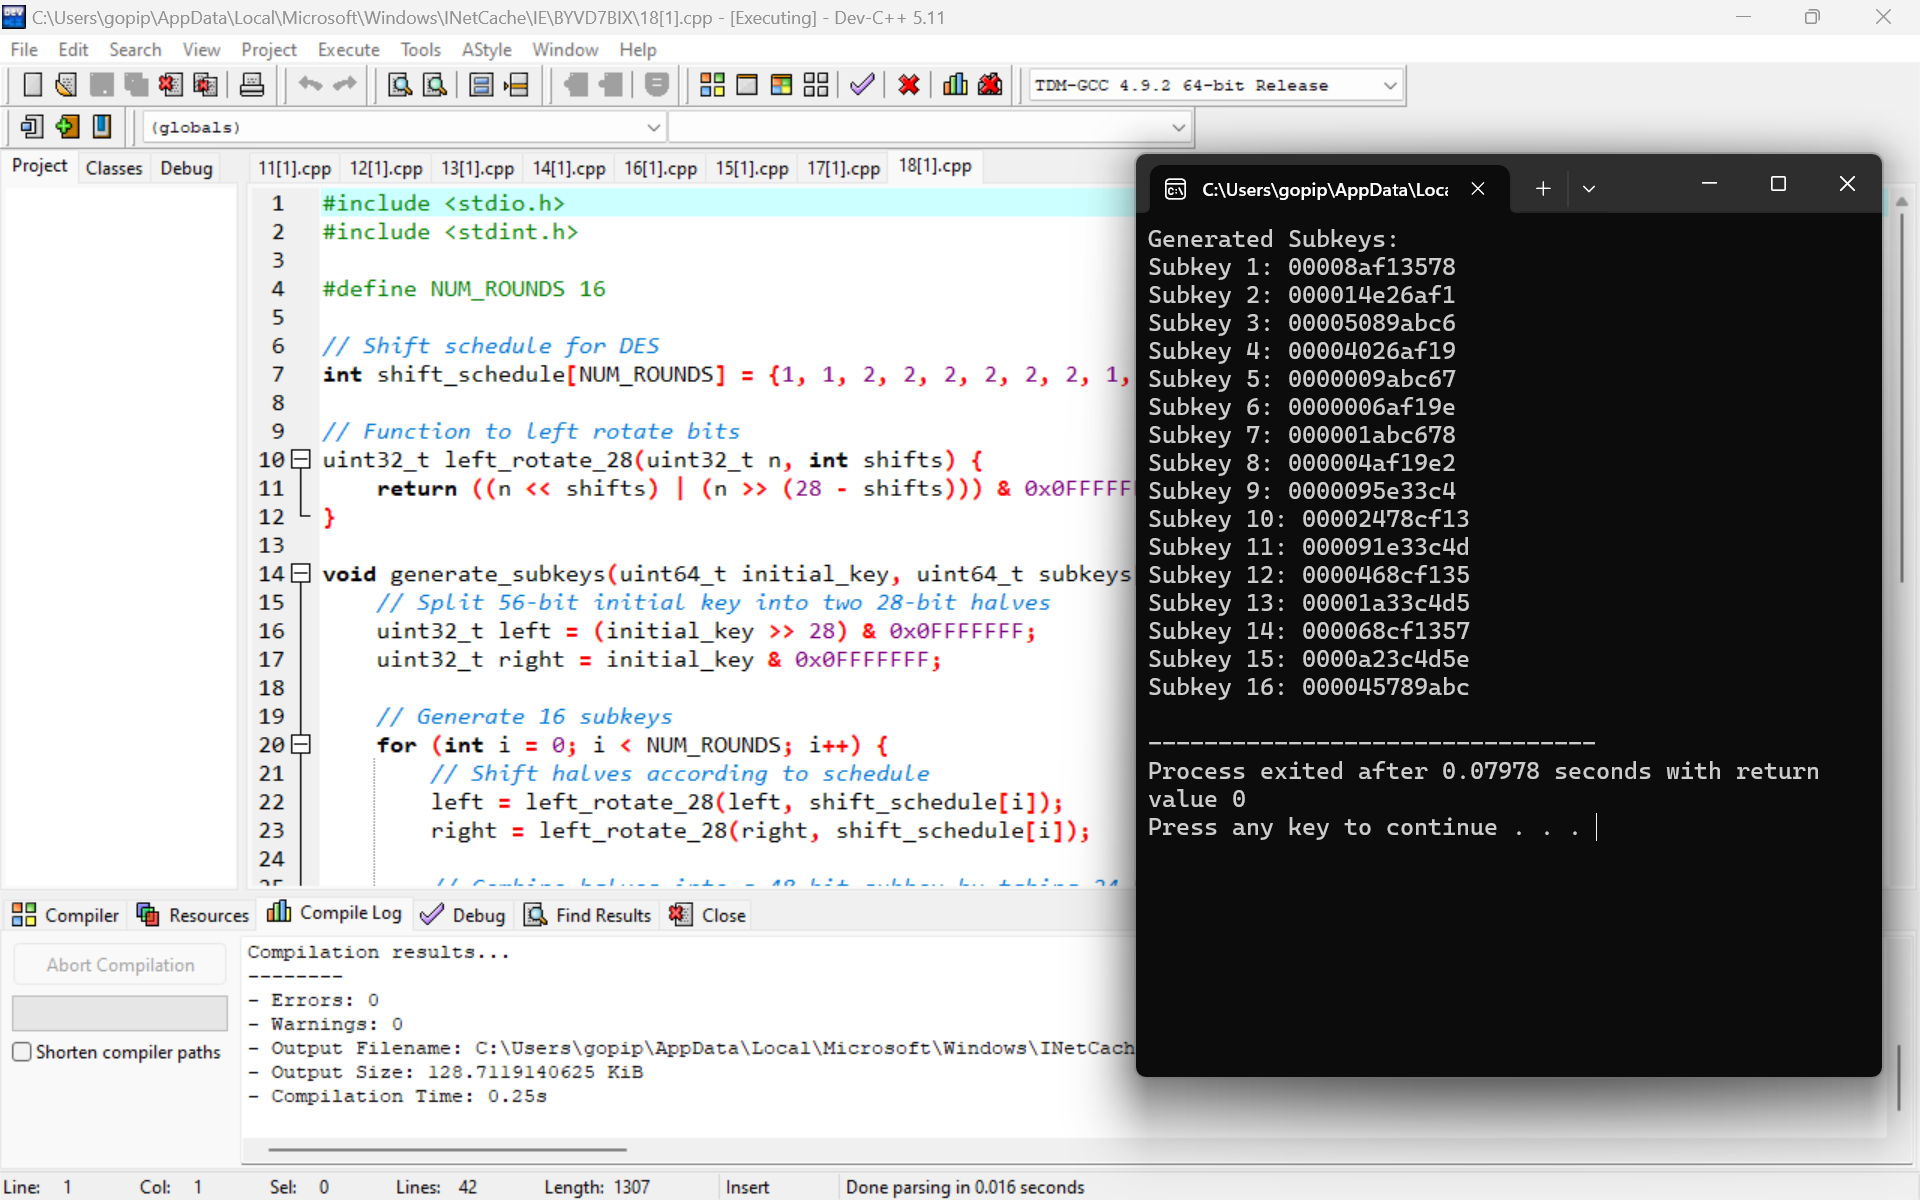 C:\Users\gopip\AppData\Local\Microsoft\Windows\INetCache\IE\BYVD7BIX\18[1].cpp - [Executing] - Dev-C++ 5.11
File Edit Search View Project Execute Tools AStyle Window Help
TDM-GCC 4.9.2 64-bit Release
(globals)
Project Classes Debug
11[1].cpp 12[1].cpp 13[1].cpp 14[1].cpp 16[1].cpp 15[1].cpp 17[1].cpp 18[1].cpp
1 #include <stdio.h>
2 #include <stdint.h>
3
4 #define NUM_ROUNDS 16
5
6 // Shift schedule for DES
7 int shift_schedule[NUM_ROUNDS] = {1, 1, 2, 2, 2, 2, 2, 2, 1,
8
9 // Function to left rotate bits
10 uint32_t left_rotate_28(uint32_t n, int shifts) {
11 return ((n << shifts) | (n >> (28 - shifts))) & 0x0FFFFF
12 }
13
14 void generate_subkeys(uint64_t initial_key, uint64_t subkeys
15 // Split 56-bit initial key into two 28-bit halves
16 uint32_t left = (initial_key >> 28) & 0x0FFFFFFF;
17 uint32_t right = initial_key & 0x0FFFFFFF;
18
19 // Generate 16 subkeys
20 for (int i = 0; i < NUM_ROUNDS; i++) {
21 // Shift halves according to schedule
22 left = left_rotate_28(left, shift_schedule[i]);
23 right = left_rotate_28(right, shift_schedule[i]);
24
25 // Combine halves into a 48-bit subkey by taking 24
C:\Users\gopip\AppData\Loca
Generated Subkeys:
Subkey 1: 00008af13578
Subkey 2: 000014e26af1
Subkey 3: 00005089abc6
Subkey 4: 00004026af19
Subkey 5: 0000009abc67
Subkey 6: 0000006af19e
Subkey 7: 000001abc678
Subkey 8: 000004af19e2
Subkey 9: 0000095e33c4
Subkey 10: 00002478cf13
Subkey 11: 000091e33c4d
Subkey 12: 0000468cf135
Subkey 13: 00001a33c4d5
Subkey 14: 000068cf1357
Subkey 15: 0000a23c4d5e
Subkey 16: 000045789abc
--------------------------------
Process exited after 0.07978 seconds with return
value 0
Press any key to continue . . .
Compiler Resources Compile Log Debug Find Results Close
Abort Compilation
Shorten compiler paths
Compilation results...
--------
- Errors: 0
- Warnings: 0
- Output Filename: C:\Users\gopip\AppData\Local\Microsoft\Windows\INetCach
- Output Size: 128.7119140625 KiB
- Compilation Time: 0.25s
Line: 1 Col: 1 Sel: 0 Lines: 42 Length: 1307 Insert Done parsing in 0.016 seconds